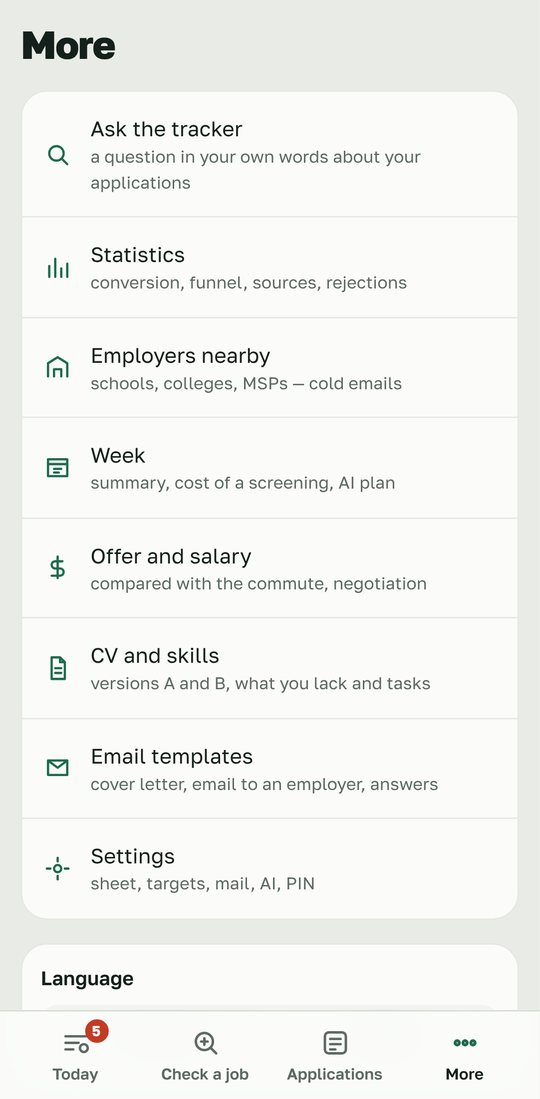 More
Ask the tracker
a question in your own words about your
applications
Statistics
conversion, funnel, sources, rejections
Employers nearby
schools, colleges, MSPs — cold emails
Week
summary, cost of a screening, AI plan
Offer and salary
compared with the commute, negotiation
CV and skills
versions A and B, what you lack and tasks
Email templates
cover letter, email to an employer, answers
Settings
sheet, targets, mail, AI, PIN
Language
5
Today
Check a job
Applications
More